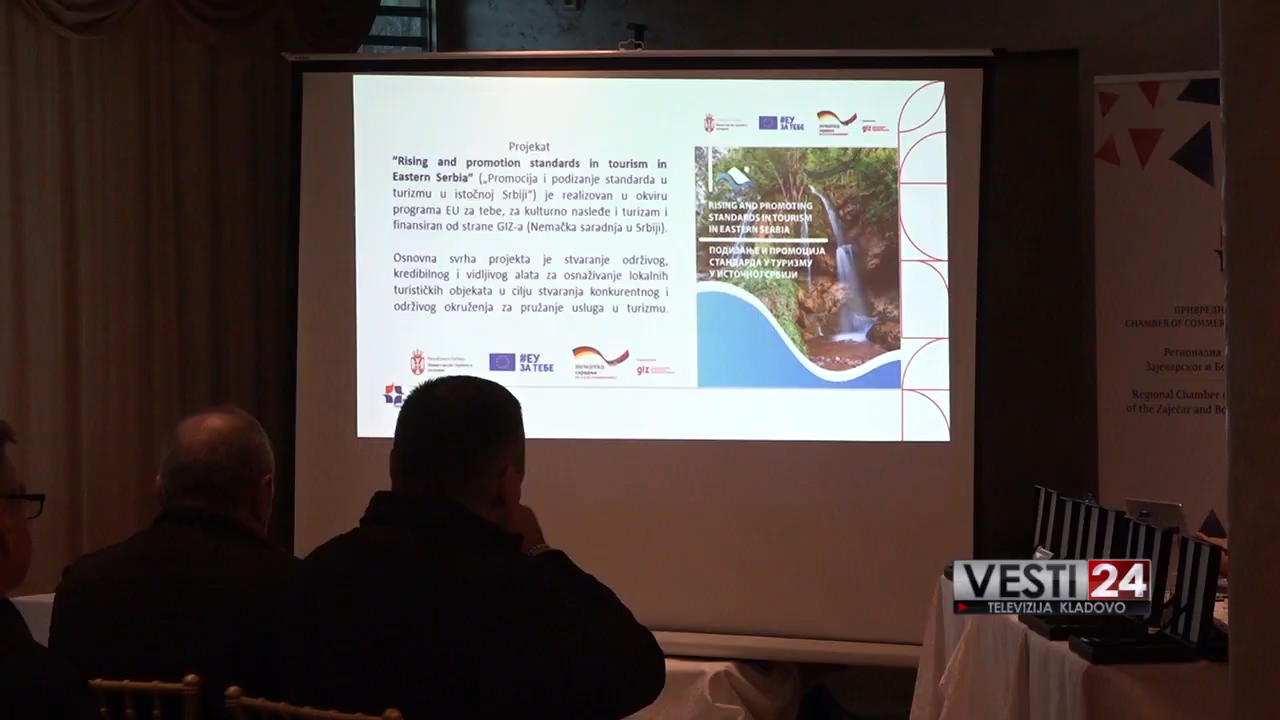 Projekat
"Rising and promotion standards in tourism in
Eastern Serbia" („Promocija i podizanje standarda u
turizmu u istočnoj Srbiji") je realizovan u okviru
programa EU za tebe, za kulturno nasleđe i turizam i
finansiran od strane GIZ-a (Nemačka saradnja u Srbiji).
Osnovna svrha projekta je stvaranje održivog,
kredibilnog i vidljivog alata za osnaživanje lokalnih
turističkih objekata u cilju stvaranja konkurentnog i
održivog okruženja za pružanje usluga u turizmu.
#ЕУ
ЗА ТЕБЕ
giz
#ЕУ
ЗА ТЕБЕ
giz
RISING AND PROMOTING
STANDARDS IN TOURISM
IN EASTERN SERBIA
ПОДИЗАЊЕ И ПРОМОЦИЈА
СТАНДАРДА У ТУРИЗМУ
У ИСТОЧНОЈ СРБИЈИ
ПРИВРЕДН
CHAMBER OF COMMER
Регионална
Зајечарског и Бо
Regional Chamber
of the Zaječar and Bo
VESTI 24
TELEVIZIJA KLADOVO